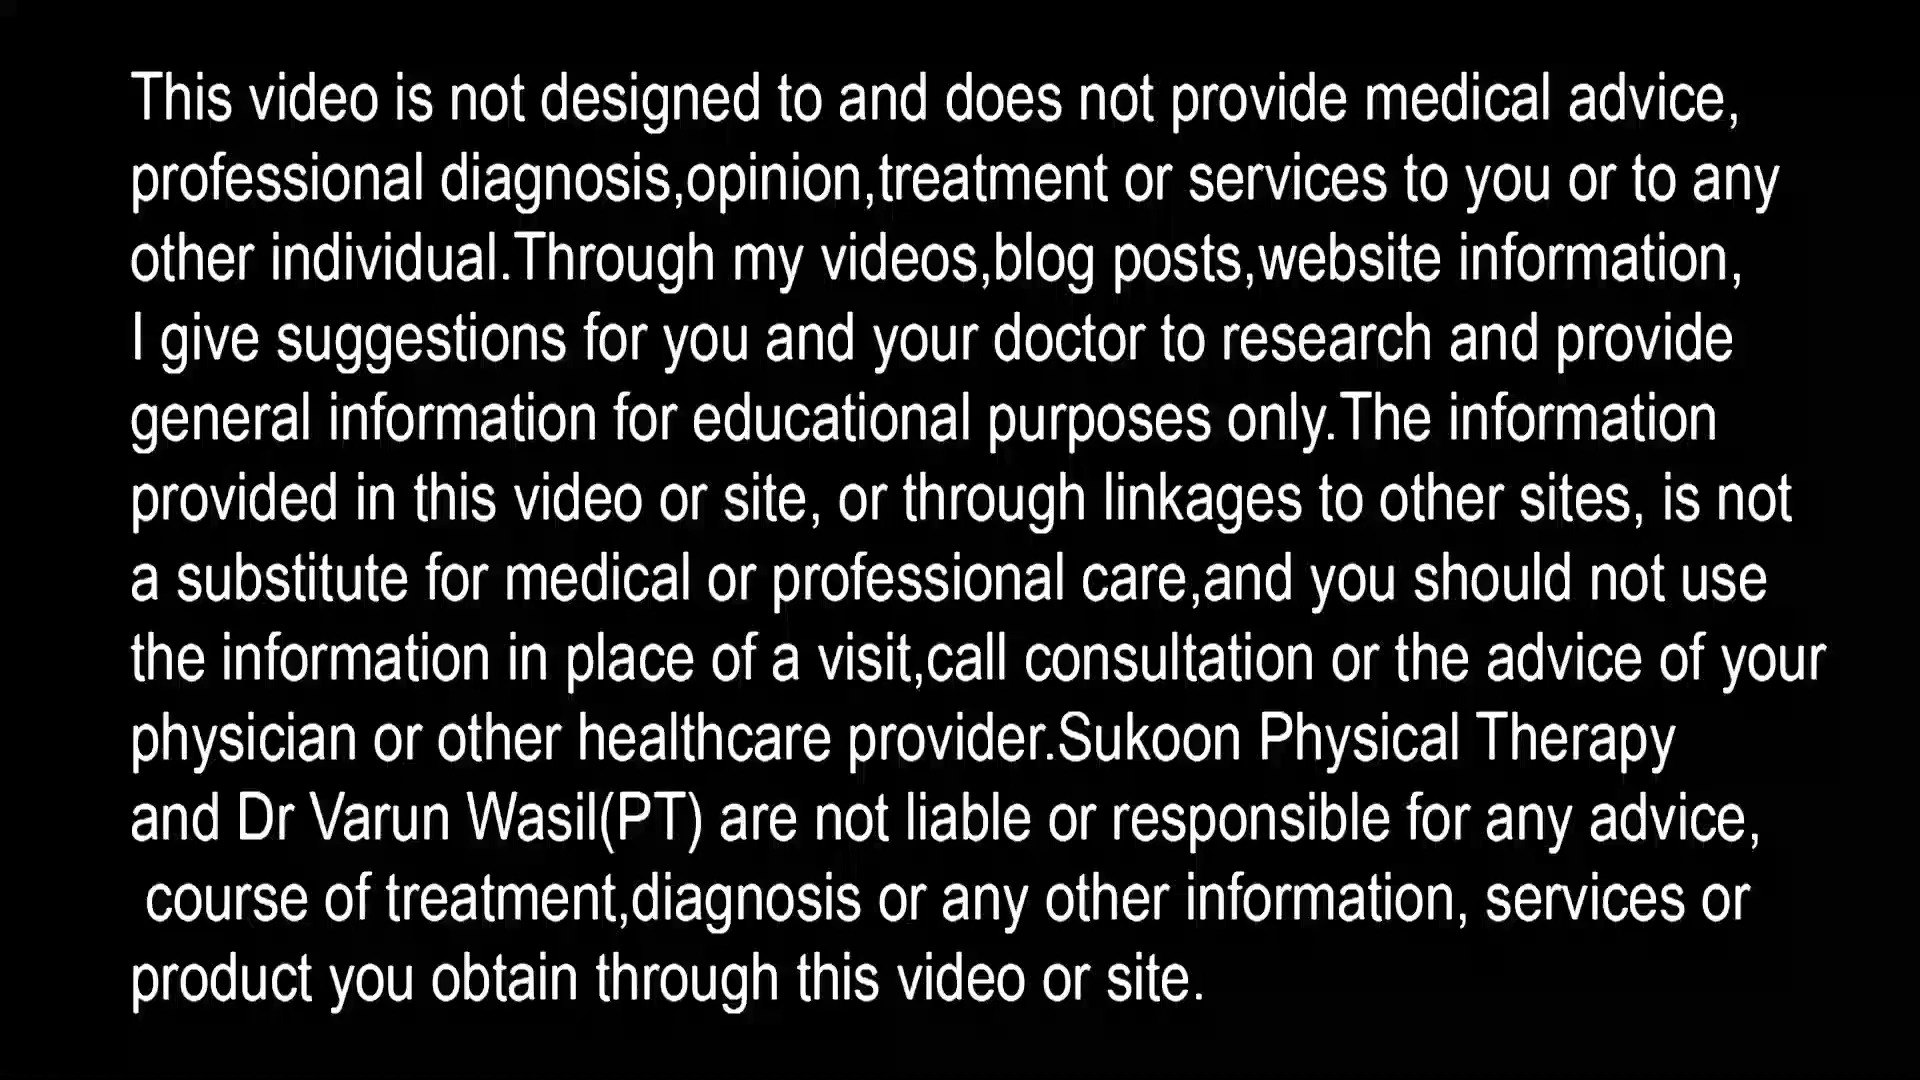 This video is not designed to and does not provide medical advice,
professional diagnosis,opinion,treatment or services to you or to any
other individual.Through my videos,blog posts,website information,
I give suggestions for you and your doctor to research and provide
general information for educational purposes only.The information
provided in this video or site, or through linkages to other sites, is not
a substitute for medical or professional care,and you should not use
the information in place of a visit,call consultation or the advice of your
physician or other healthcare provider.Sukoon Physical Therapy
and Dr Varun Wasil(PT) are not liable or responsible for any advice,
course of treatment,diagnosis or any other information, services or
product you obtain through this video or site.